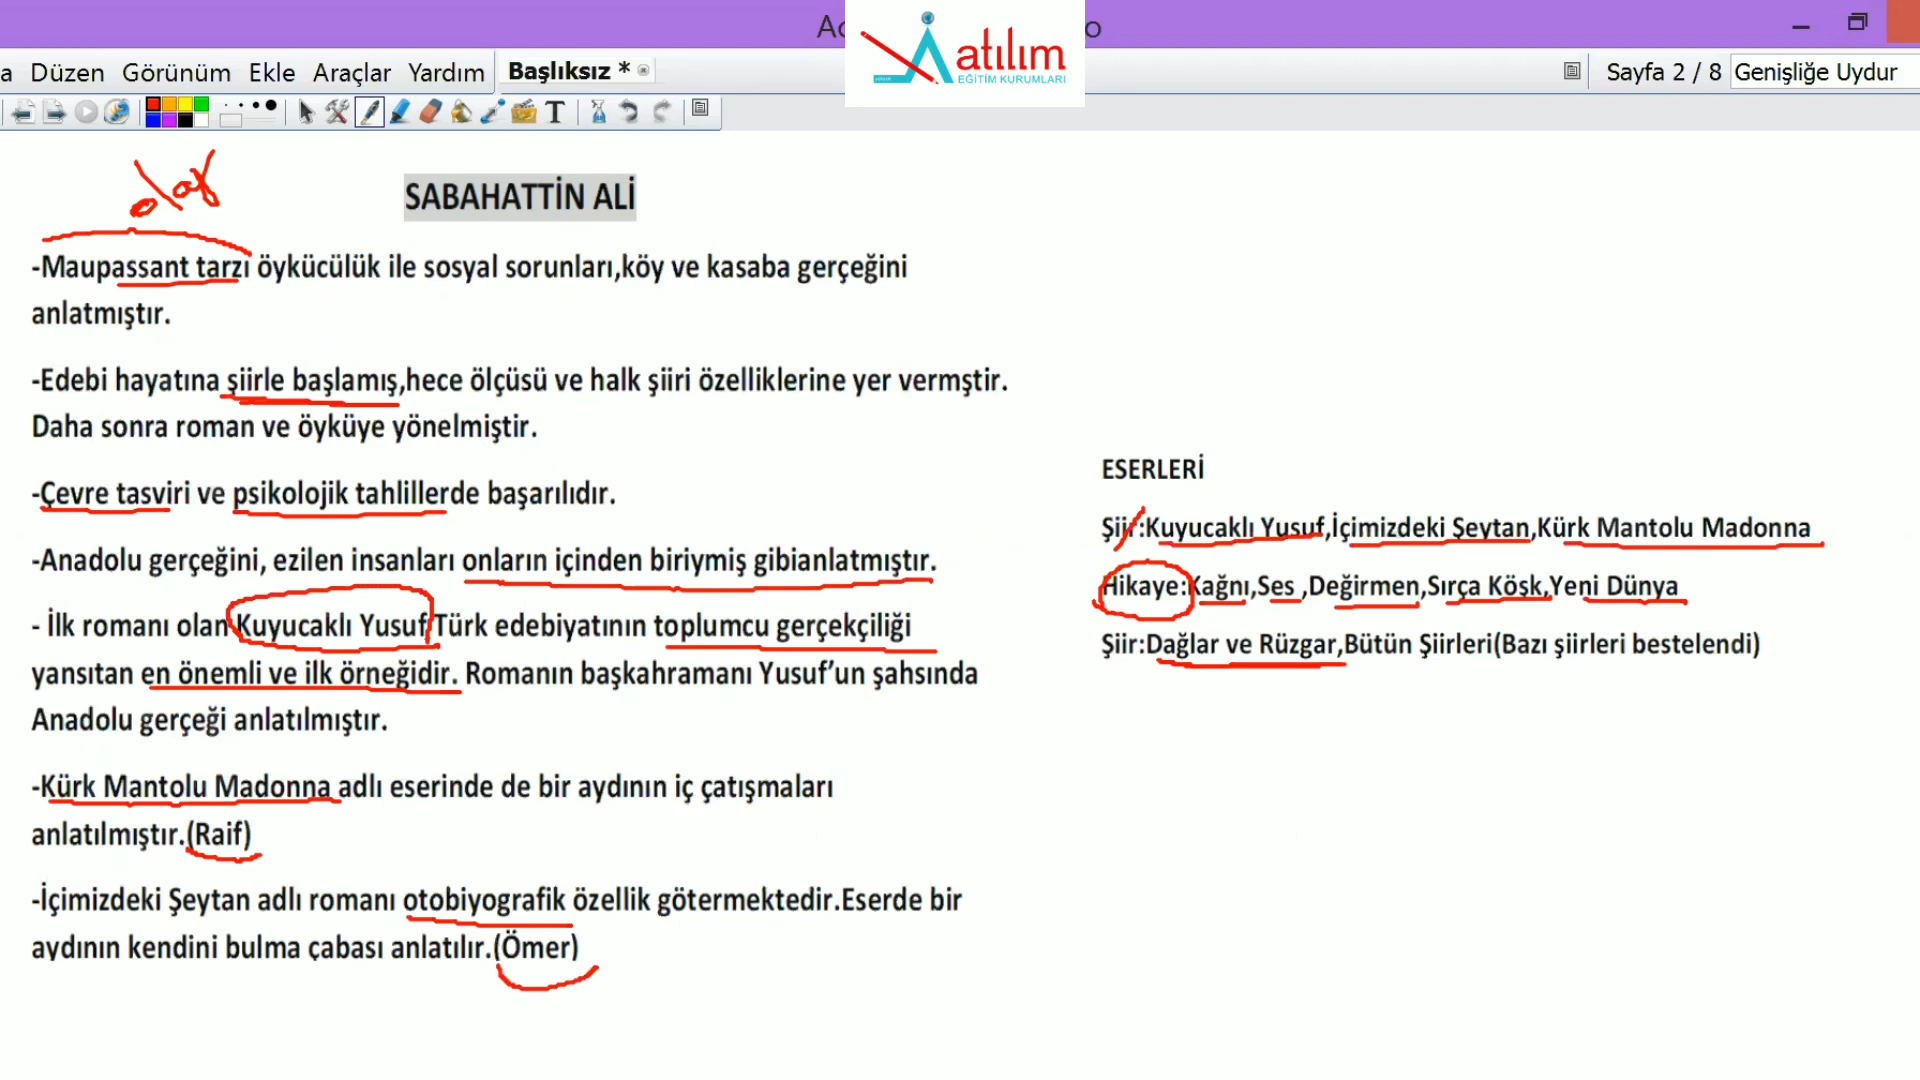 Ac
o
atılım
EĞİTİM KURUMLARI
a Düzen Görünüm Ekle Araçlar Yardım Başlıksız *
Sayfa 2 / 8 Genişliğe Uydur
T
olay
SABAHATTİN ALİ
-Maupassant tarzı öykücülük ile sosyal sorunları,köy ve kasaba gerçeğini
anlatmıştır.
-Edebi hayatına şiirle başlamış,hece ölçüsü ve halk şiiri özelliklerine yer vermştir.
Daha sonra roman ve öyküye yönelmiştir.
-Çevre tasviri ve psikolojik tahlillerde başarılıdır.
-Anadolu gerçeğini, ezilen insanları onların içinden biriymiş gibianlatmıştır.
- İlk romanı olan Kuyucaklı Yusuf Türk edebiyatının toplumcu gerçekçiliği
yansıtan en önemli ve ilk örneğidir. Romanın başkahramanı Yusuf’un şahsında
Anadolu gerçeği anlatılmıştır.
-Kürk Mantolu Madonna adlı eserinde de bir aydının iç çatışmaları
anlatılmıştır.(Raif)
-İçimizdeki Şeytan adlı romanı otobiyografik özellik götermektedir.Eserde bir
aydının kendini bulma çabası anlatılır.(Ömer)
ESERLERİ
Şiir:Kuyucaklı Yusuf,İçimizdeki Şeytan,Kürk Mantolu Madonna
Hikaye:Kağnı,Ses ,Değirmen,Sırça Köşk,Yeni Dünya
Şiir:Dağlar ve Rüzgar,Bütün Şiirleri(Bazı şiirleri bestelendi)